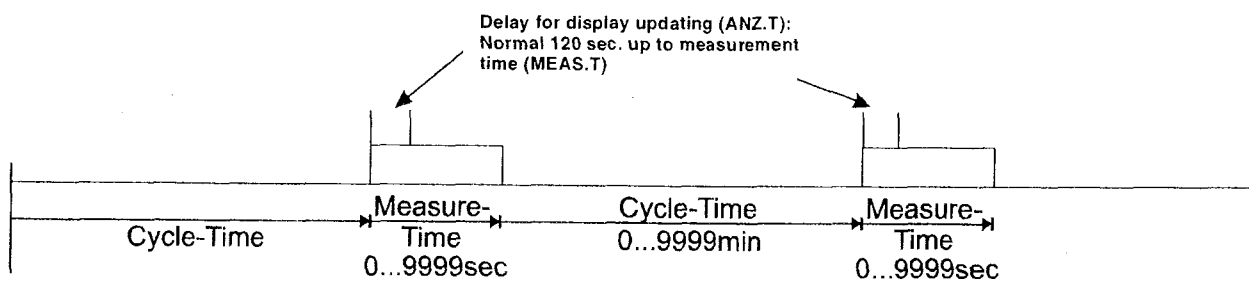 Delay for display updating (ANZ.T):
Normal 120 sec. up to measurement
time (MEAS.T)
Cycle-Time
Measure-
Time
0...9999sec
Cycle-Time
0...9999min
Measure-
Time
0...9999sec